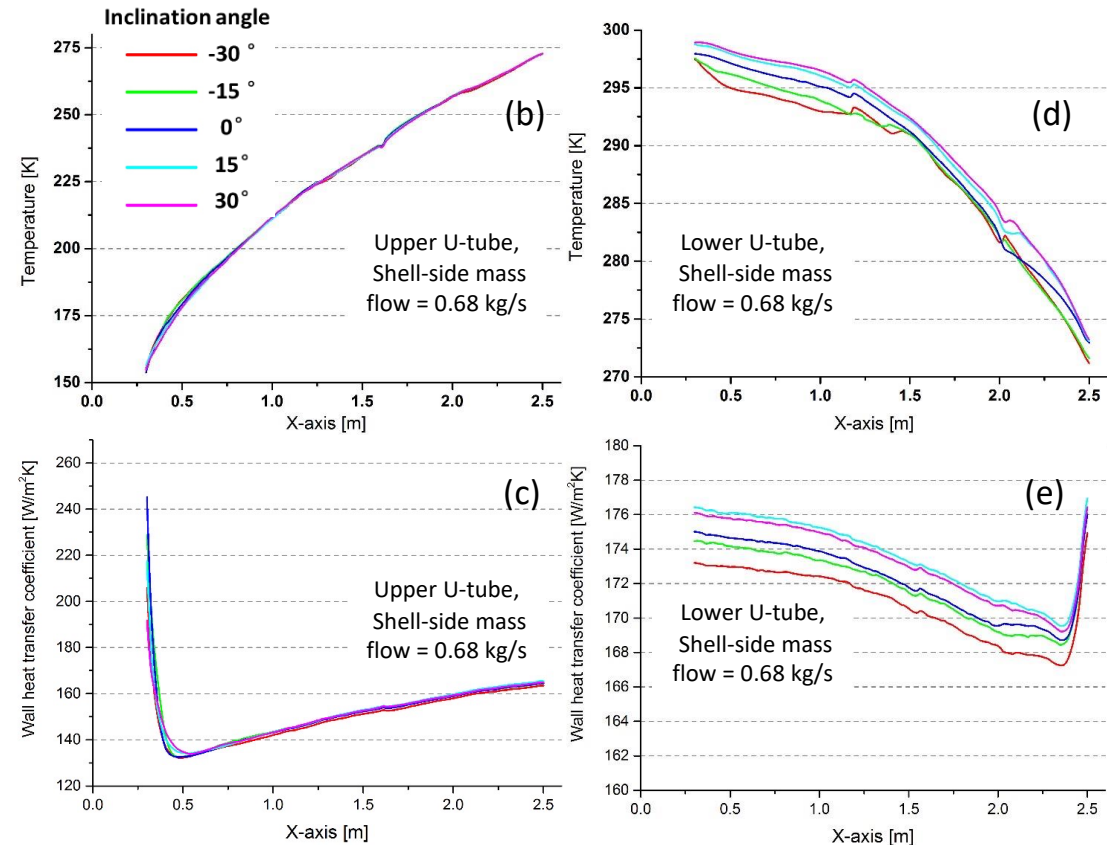 Inclination angle
-30 °
-15 °
0°
15°
30°
275
250
225
200
175
150
Temperature [K]
0.0
0.5
1.0
1.5
2.0
2.5
X-axis [m]
(b)
Upper U-tube,
Shell-side mass
flow = 0.68 kg/s
300
295
290
285
280
275
270
Temperature [K]
0.0
0.5
1.0
1.5
2.0
2.5
X-axis [m]
(d)
Lower U-tube,
Shell-side mass
flow = 0.68 kg/s
260
240
220
200
180
160
140
120
Wall heat transfer coefficient [W/m²K]
0.0
0.5
1.0
1.5
2.0
2.5
X-axis [m]
(c)
Upper U-tube,
Shell-side mass
flow = 0.68 kg/s
180
178
176
174
172
170
168
166
164
162
160
Wall heat transfer coefficient [W/m²K]
0.0
0.5
1.0
1.5
2.0
2.5
X-axis [m]
(e)
Lower U-tube,
Shell-side mass
flow = 0.68 kg/s